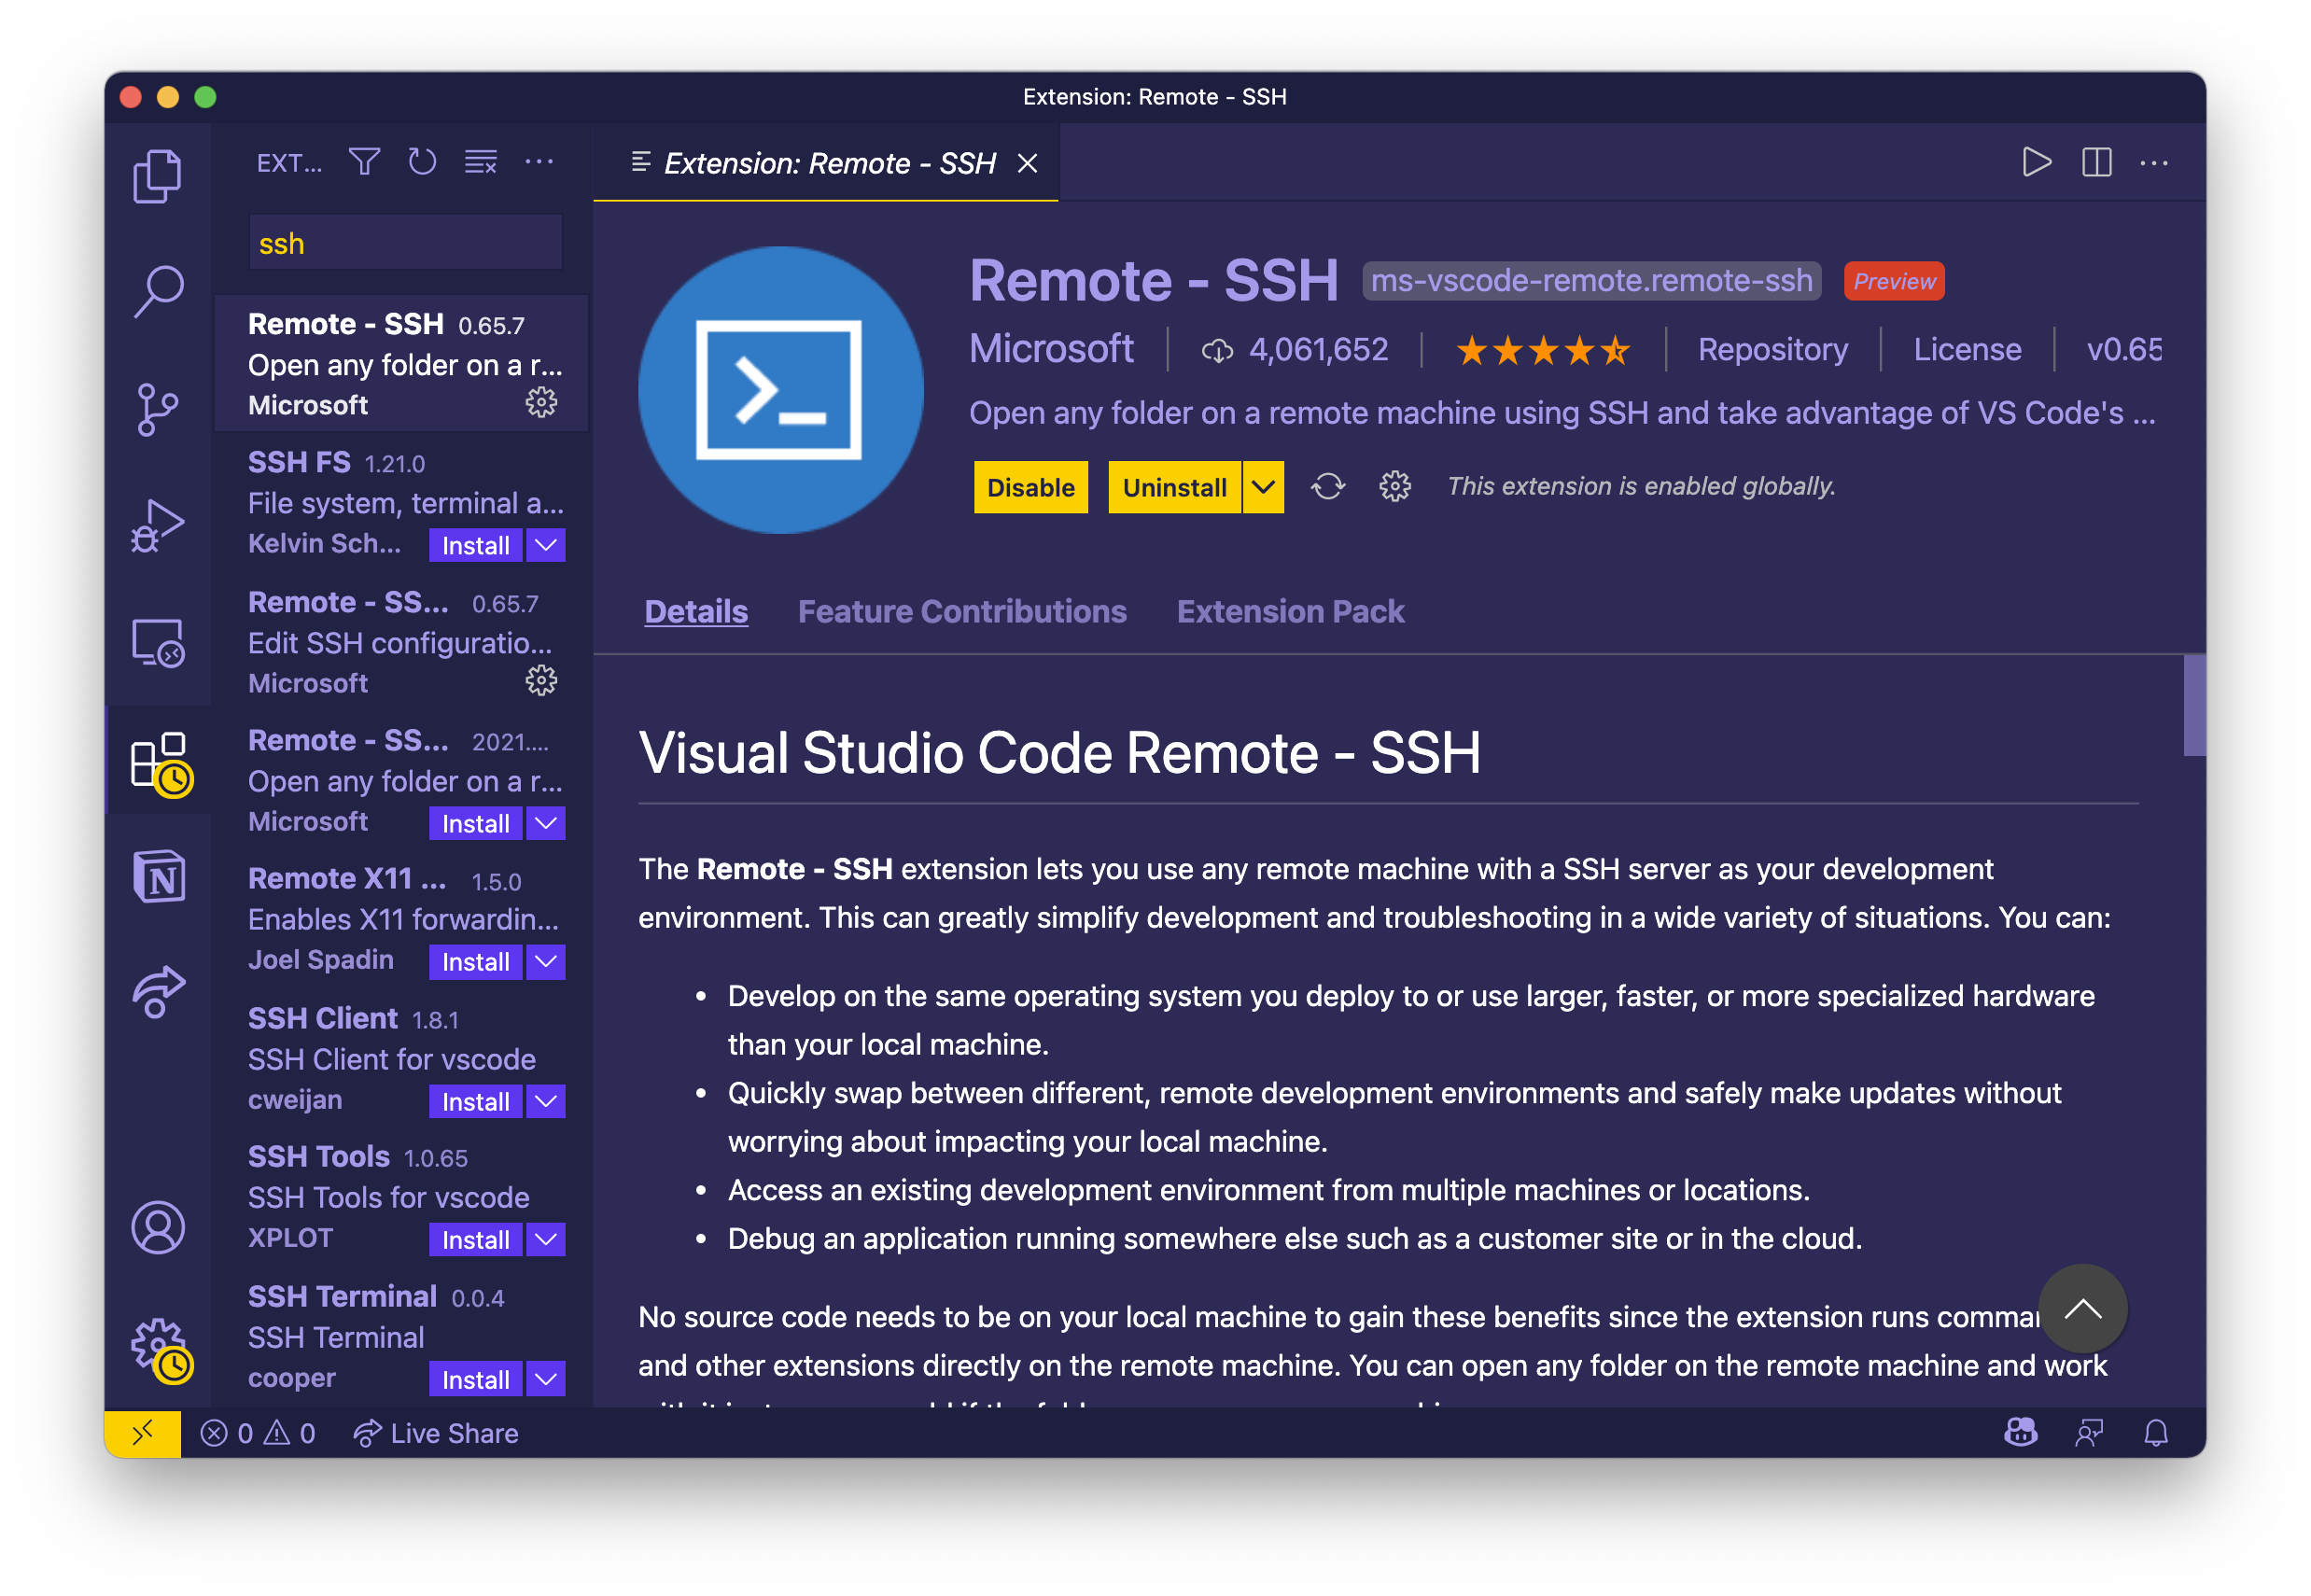 Extension: Remote - SSH
EXT...
ssh
Remote - SSH 0.65.7
Open any folder on a r...
Microsoft
SSH FS 1.21.0
File system, terminal a...
Kelvin Sch... Install
Remote - SS... 0.65.7
Edit SSH configuratio...
Microsoft
Remote - SS... 2021....
Open any folder on a r...
Microsoft Install
Remote X11 ... 1.5.0
Enables X11 forwardin...
Joel Spadin Install
SSH Client 1.8.1
SSH Client for vscode
cweijan Install
SSH Tools 1.0.65
SSH Tools for vscode
XPLOT Install
SSH Terminal 0.0.4
SSH Terminal
cooper Install
Extension: Remote - SSH
Remote - SSH ms-vscode-remote.remote-ssh Preview
Microsoft 4,061,652 Repository License v0.65
Open any folder on a remote machine using SSH and take advantage of VS Code's ...
Disable Uninstall This extension is enabled globally.
Details Feature Contributions Extension Pack
Visual Studio Code Remote - SSH
The Remote - SSH extension lets you use any remote machine with a SSH server as your development
environment. This can greatly simplify development and troubleshooting in a wide variety of situations. You can:
• Develop on the same operating system you deploy to or use larger, faster, or more specialized hardware
than your local machine.
• Quickly swap between different, remote development environments and safely make updates without
worrying about impacting your local machine.
• Access an existing development environment from multiple machines or locations.
• Debug an application running somewhere else such as a customer site or in the cloud.
No source code needs to be on your local machine to gain these benefits since the extension runs
and other extensions directly on the remote machine. You can open any folder on the remote machine and work
0 0 Live Share